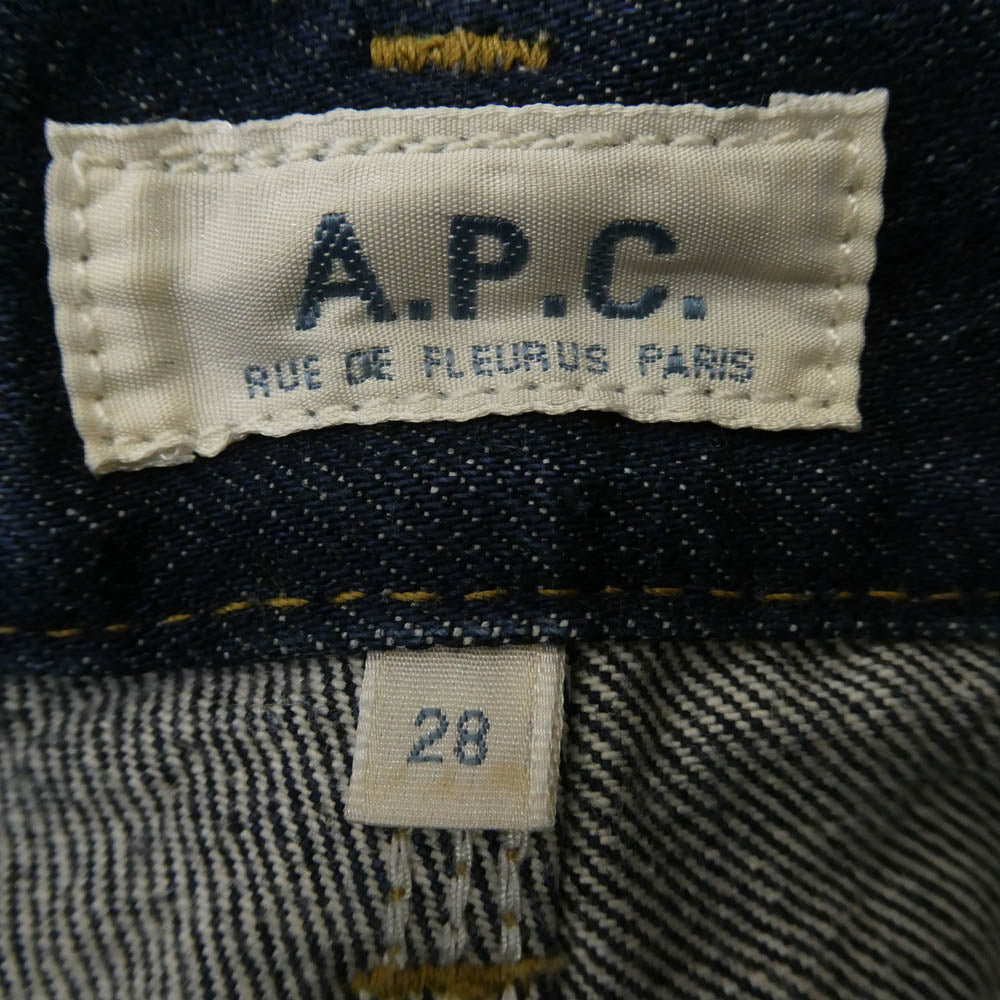 A.P.C.
RUE DE FLEURUS PARIS
28